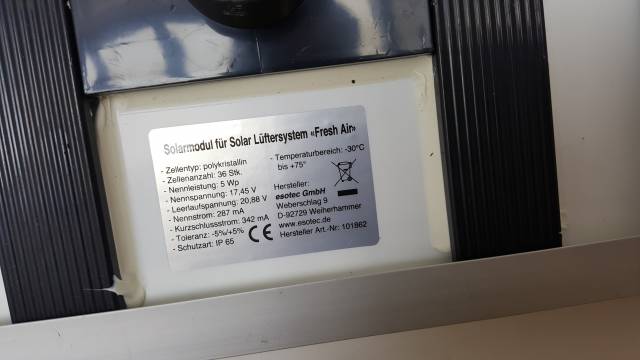 Solarmodul für Solar Lüftersystem «Fresh Air»
- Zellentyp: polykristallin
- Zellenanzahl: 36 Stk.
- Nennleistung: 5 Wp
- Nennspannung: 17,45 V
- Leerlaufspannung: 20,88 V
- Nennstrom: 287 mA
- Kurzschlussstrom: 342 mA
- Toleranz: -5%/+5%
- Schutzart: IP 65
CE
- Temperaturbereich: -30°C
bis +75°
Hersteller:
esotec GmbH
Weberschlag 9
D-92729 Weiherhammer
www.esotec.de
Hersteller Art.-Nr.: 101862